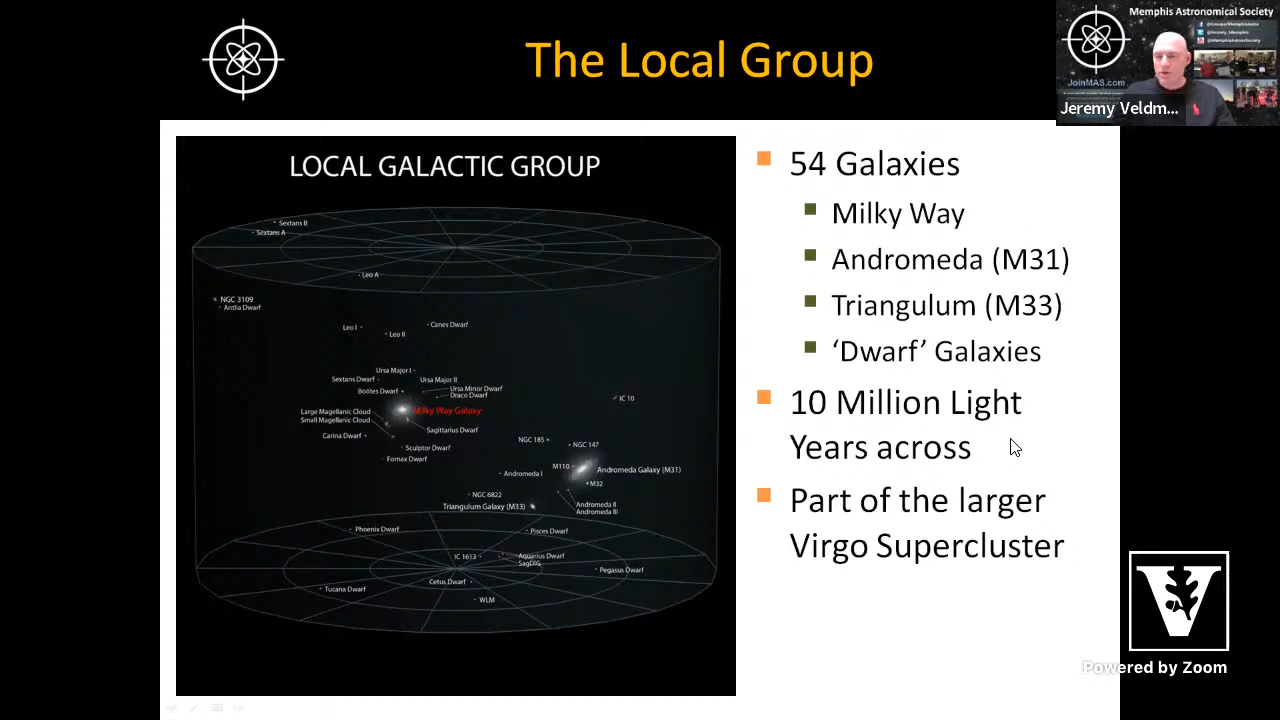 The Local Group
Memphis Astronomical Society
JoinMAS.com
Jeremy Veldm...
LOCAL GALACTIC GROUP
Sextans B
Sextans A
Leo A
NGC 3109
Antlia Dwarf
Leo I
Leo II
Canes Dwarf
Ursa Major I
Sextans Dwarf
Ursa Major II
Bootes Dwarf
Ursa Minor Dwarf
Draco Dwarf
IC 10
Large Magellanic Cloud
Milky Way Galaxy
Small Magellanic Cloud
Carina Dwarf
Sagittarius Dwarf
Sculptor Dwarf
Fornax Dwarf
NGC 185
NGC 147
M110
Andromeda Galaxy (M31)
Andromeda I
M32
NGC 6822
Triangulum Galaxy (M33)
Andromeda II
Andromeda III
Phoenix Dwarf
Pisces Dwarf
IC 1613
Aquarius Dwarf
SagDIG
Pegasus Dwarf
Cetus Dwarf
Tucana Dwarf
WLM
54 Galaxies
Milky Way
Andromeda (M31)
Triangulum (M33)
‘Dwarf’ Galaxies
10 Million Light
Years across
Part of the larger
Virgo Supercluster
V
Powered by Zoom